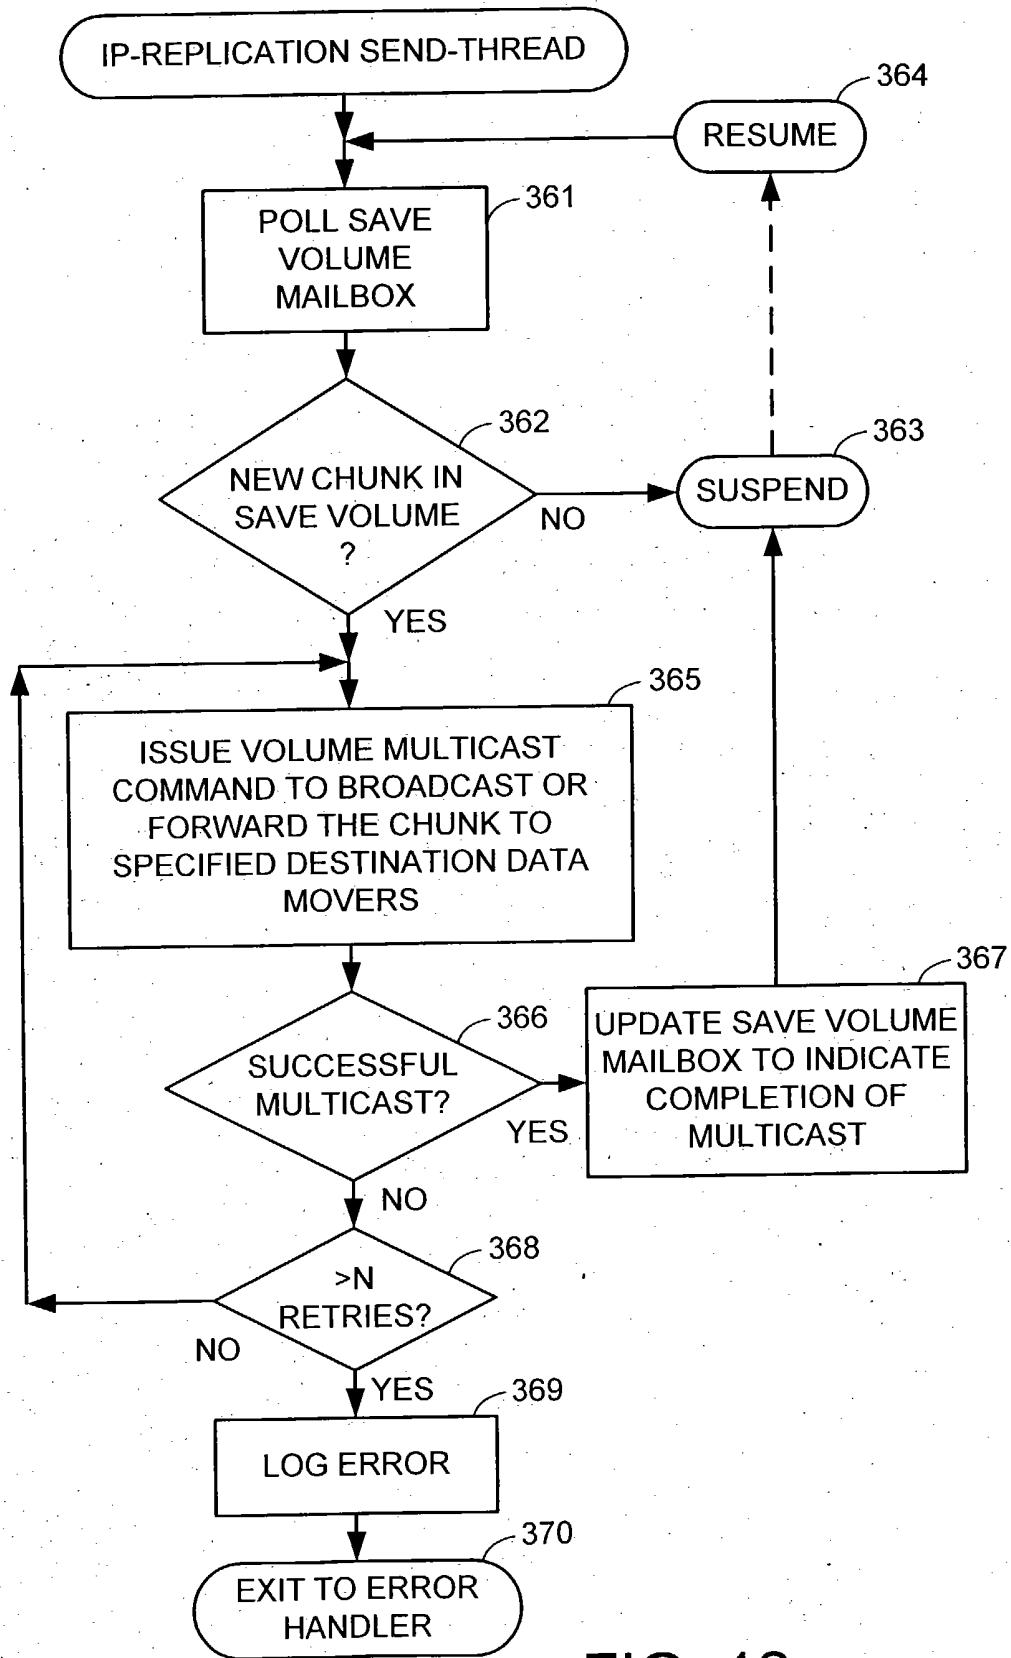 IP-REPLICATION SEND-THREAD
364
RESUME
361
POLL SAVE
VOLUME
MAILBOX
362
NEW CHUNK IN
SAVE VOLUME
?
NO
363
SUSPEND
YES
365
ISSUE VOLUME MULTICAST
COMMAND TO BROADCAST OR
FORWARD THE CHUNK TO
SPECIFIED DESTINATION DATA
MOVERS
366
SUCCESSFUL
MULTICAST?
YES
367
UPDATE SAVE VOLUME
MAILBOX TO INDICATE
COMPLETION OF
MULTICAST
NO
368
>N
RETRIES?
NO
YES
369
LOG ERROR
370
EXIT TO ERROR
HANDLER